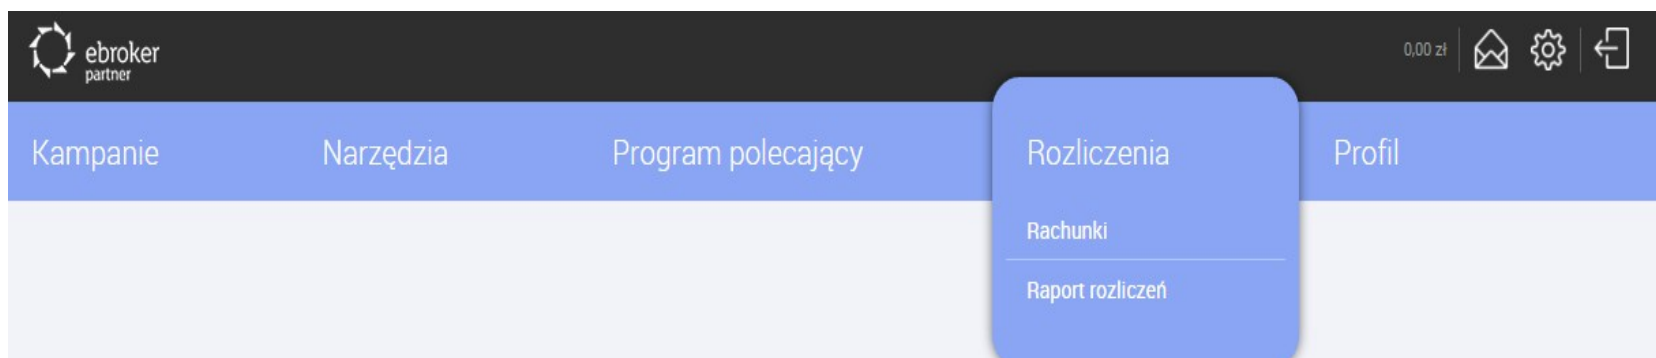 ebroker
partner
0,00 zł
Kampanie
Narzędzia
Program polecający
Rozliczenia
Profil
Rachunki
Raport rozliczeń